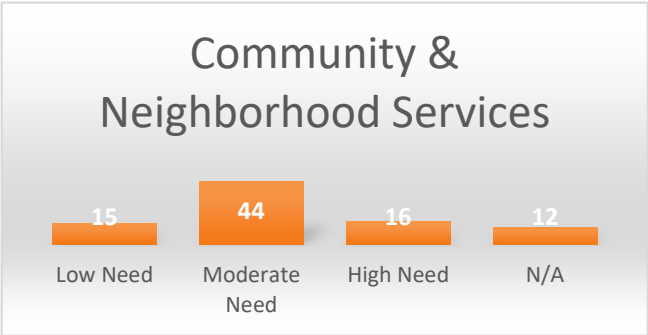 Community &
Neighborhood Services
15
44
16
12
Low Need
Moderate
Need
High Need
N/A